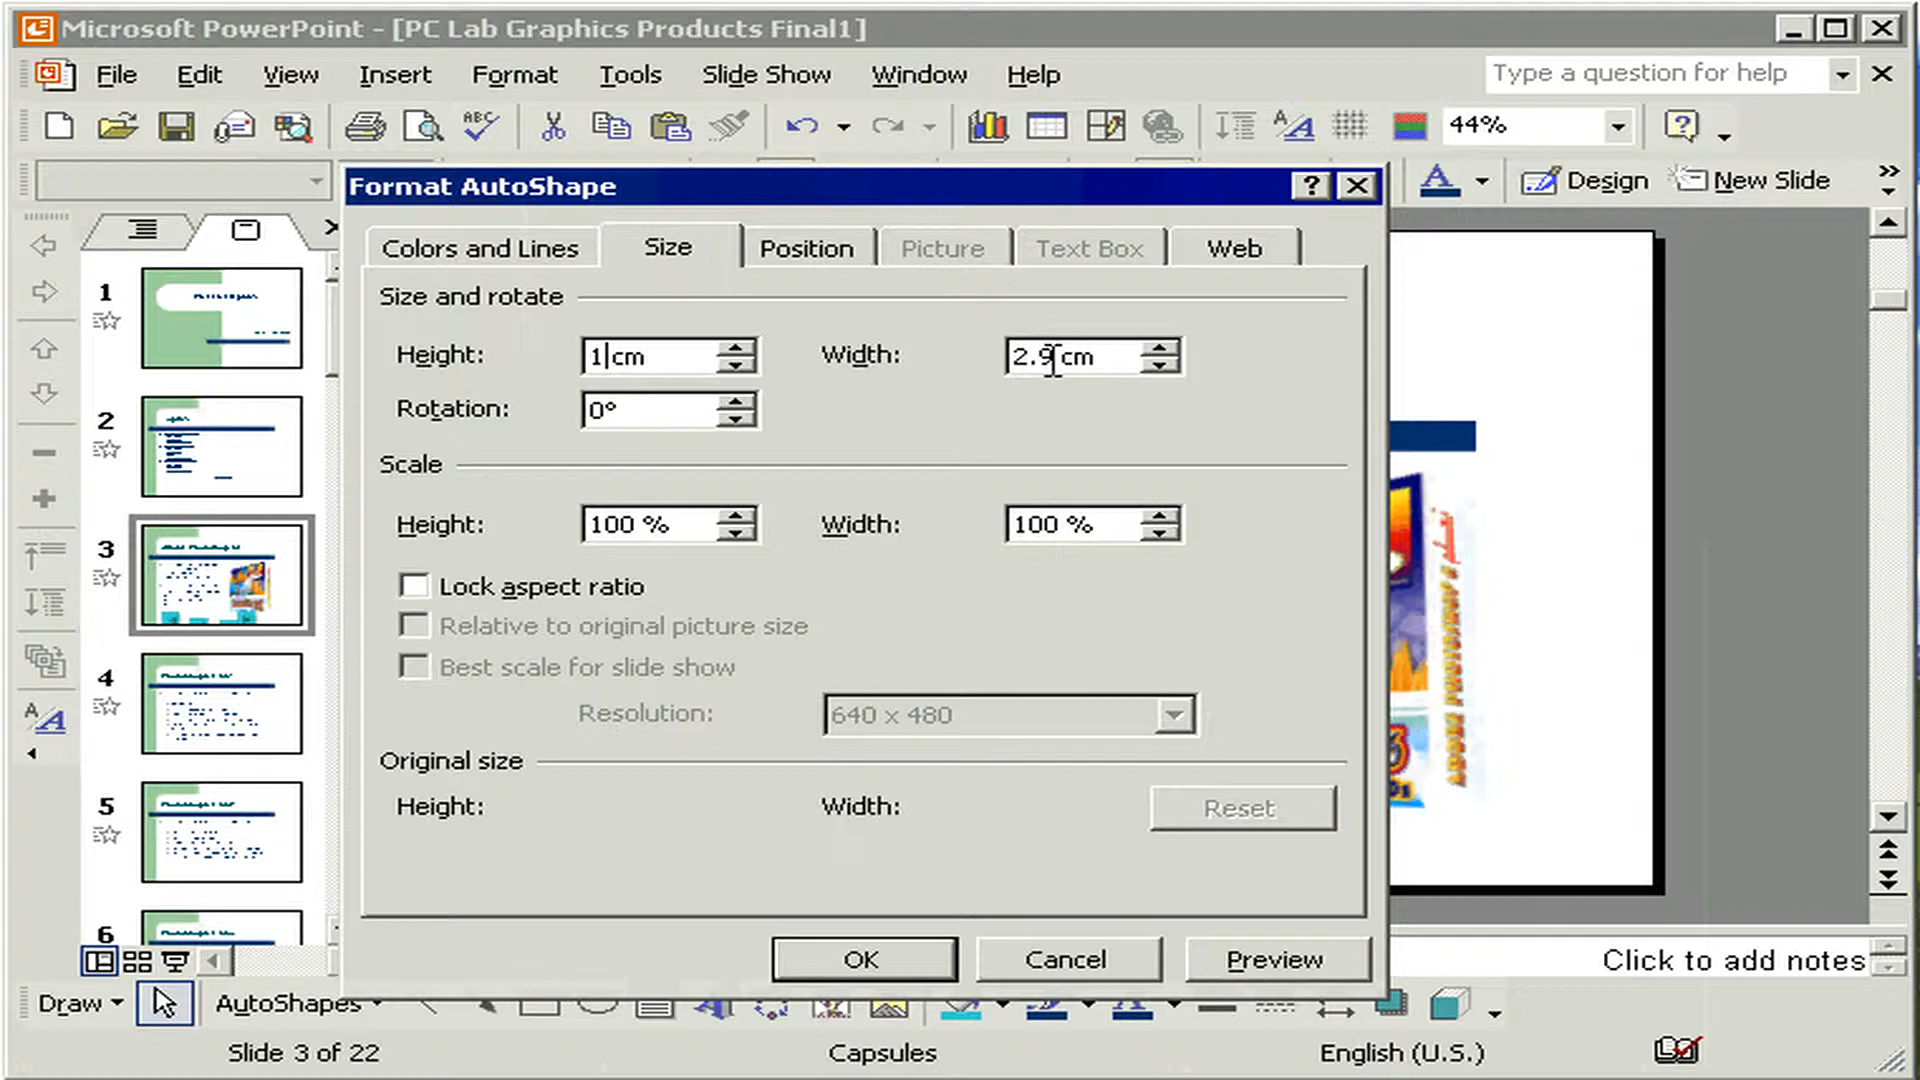 Microsoft PowerPoint - [PC Lab Graphics Products Final1]
File Edit View Insert Format Tools Slide Show Window Help
Type a question for help
ABC
44%
A Design New Slide
Format AutoShape
Colors and Lines Size Position Picture Text Box Web
Size and rotate
Height: 1 cm Width: 2.9 cm
Rotation: 0°
Scale
Height: 100 % Width: 100 %
Lock aspect ratio
Relative to original picture size
Best scale for slide show
Resolution: 640 x 480
Original size
Height: Width: Reset
OK Cancel Preview
1
2
3
4
5
6
Click to add notes
Draw AutoShapes
Slide 3 of 22 Capsules English (U.S.)